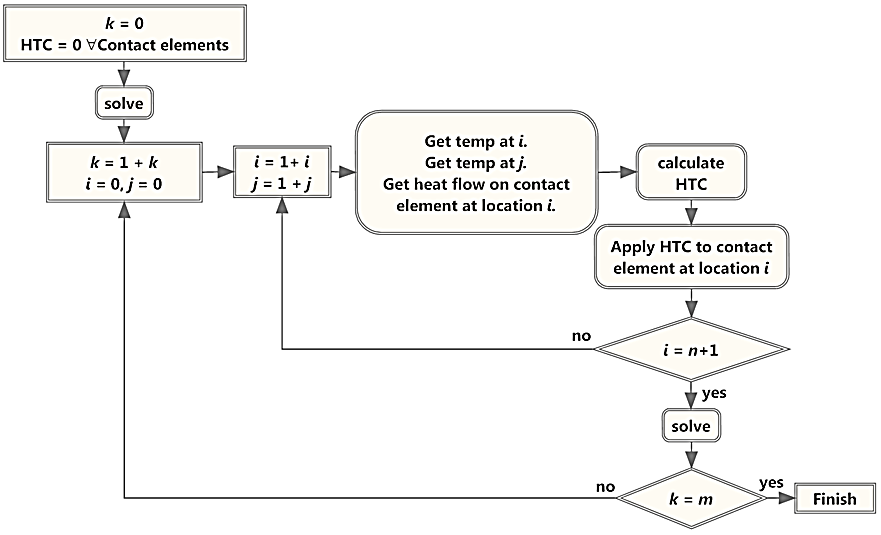 k = 0
HTC = 0 ∀Contact elements
solve
k = 1 + k
i = 0, j = 0
i = 1+ i
j = 1 + j
Get temp at i.
Get temp at j.
Get heat flow on contact
element at location i.
calculate
HTC
Apply HTC to contact
element at location i
i = n+1
no
yes
solve
k = m
no
yes
Finish